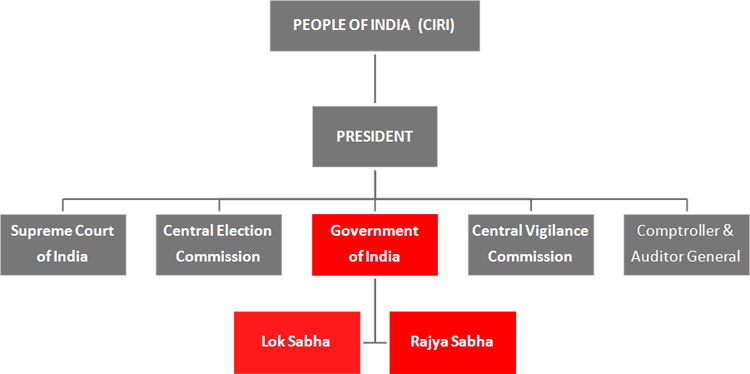 PEOPLE OF INDIA (CIRI)
PRESIDENT
Supreme Court
of India
Central Election
Commission
Government
of India
Central Vigilance
Commission
Comptroller &
Auditor General
Lok Sabha
Rajya Sabha